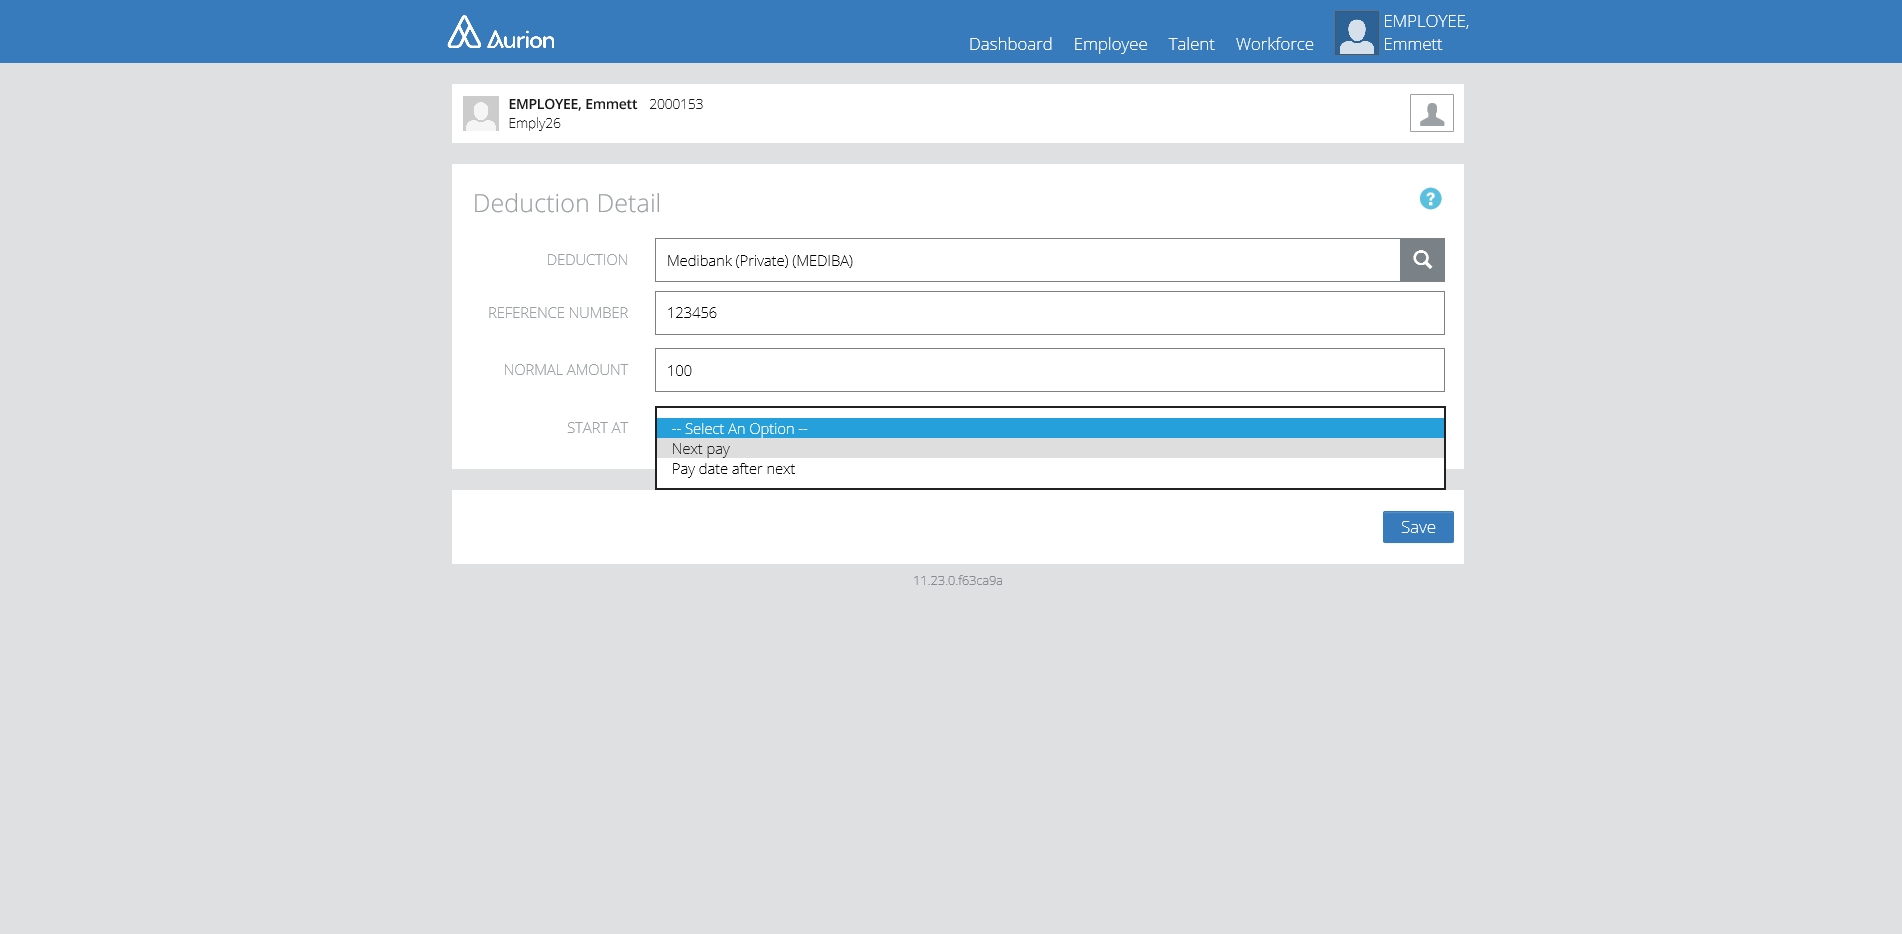 Aurion
Dashboard Employee Talent Workforce
EMPLOYEE,
Emmett
EMPLOYEE, Emmett 2000153
Emply26
Deduction Detail
?
DEDUCTION Medibank (Private) (MEDIBA)
REFERENCE NUMBER 123456
NORMAL AMOUNT 100
START AT -- Select An Option --
Next pay
Pay date after next
Save
11.23.0.f63ca9a